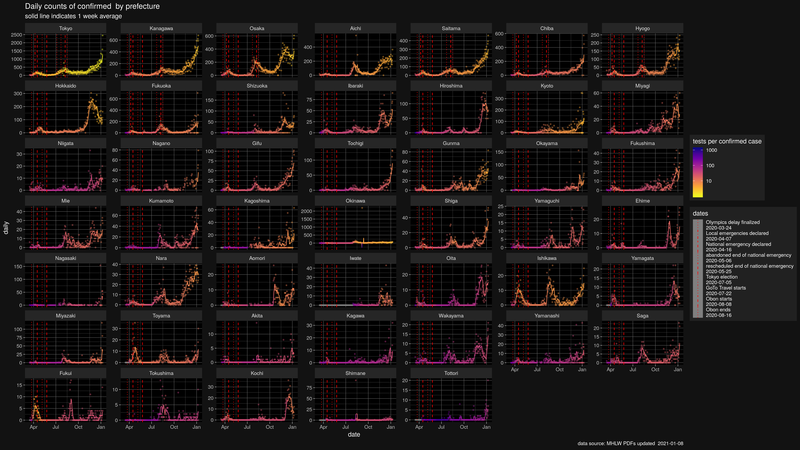 Daily counts of confirmed by prefecture
solid line indicates 1 week average
Tokyo Kanagawa Osaka Aichi Saitama Chiba Hyogo
Hokkaido Fukuoka Shizuoka Ibaraki Hiroshima Kyoto Miyagi
Niigata Nagano Gifu Tochigi Gunma Okayama Fukushima
Mie Kumamoto Kagoshima Okinawa Shiga Yamaguchi Ehime
Nagasaki Nara Aomori Iwate Oita Ishikawa Yamagata
Miyazaki Toyama Akita Kagawa Wakayama Yamanashi Saga
Fukui Tokushima Kochi Shimane Tottori
Apr Jul Oct Jan
daily
date
tests per confirmed case
1000
100
10
dates
Olympics delay finalized
2020-03-24
Local emergencies declared
2020-04-07
National emergency declared
2020-04-16
abandoned end of national emergency
2020-05-06
rescheduled end of national emergency
2020-05-25
Tokyo election
2020-07-05
GoTo Travel starts
2020-07-22
Obon starts
2020-08-08
Obon ends
2020-08-16
data source: MHLW PDFs updated 2021-01-08